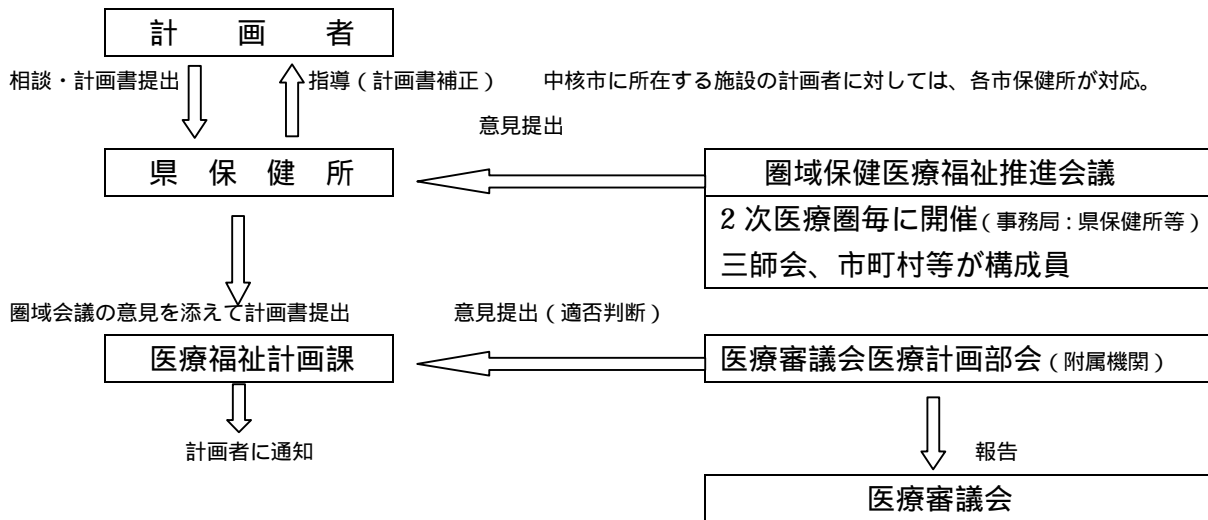 計　画　者
相談・計画書提出　指導（計画書補正）　中核市に所在する施設の計画者に対しては、各市保健所が対応。
意見提出
県　保　健　所　圏域保健医療福祉推進会議
2次医療圏毎に開催（事務局：県保健所等）
三師会、市町村等が構成員
圏域会議の意見を添えて計画書提出　意見提出（適否判断）
医療福祉計画課　医療審議会医療計画部会（附属機関）
計画者に通知　報告
医療審議会